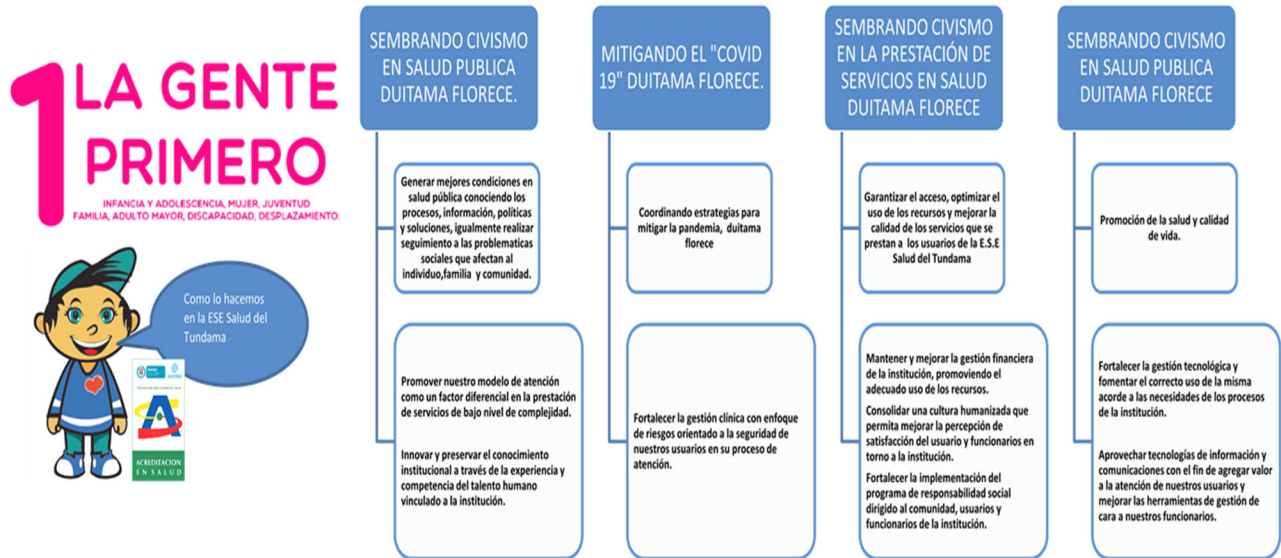 1 LA GENTE
PRIMERO
INFANCIA Y ADOLESCENCIA, MUJER, JUVENTUD
FAMILIA, ADULTO MAYOR, DISCAPACIDAD, DESPLAZAMIENTO.
Como lo hacemos
en la ESE Salud del
Tundama
ACREDITACION
EN SALUD
SEMBRANDO CIVISMO
EN SALUD PUBLICA
DUITAMA FLORECE.
Generar mejores condiciones en
salud pública conociendo los
procesos, información, políticas
y soluciones, igualmente realizar
seguimiento a las problematicas
sociales que afectan al
individuo,familia y comunidad.
Promover nuestro modelo de atención
como un factor diferencial en la prestación
de servicios de bajo nivel de complejidad.
Innovar y preservar el conocimiento
institucional a través de la experiencia y
competencia del talento humano
vinculado a la institución.
MITIGANDO EL "COVID
19" DUITAMA FLORECE.
Coordinando estrategias para
mitigar la pandemia, duitama
florece
Fortalecer la gestión clínica con enfoque
de riesgos orientado a la seguridad de
nuestros usuarios en su proceso de
atención.
SEMBRANDO CIVISMO
EN LA PRESTACIÓN DE
SERVICIOS EN SALUD
DUITAMA FLORECE
Garantizar el acceso, optimizar el
uso de los recursos y mejorar la
calidad de los servicios que se
prestan a los usuarios de la E.S.E
Salud del Tundama
Mantener y mejorar la gestión financiera
de la institución, promoviendo el
adecuado uso de los recursos.
Consolidar una cultura humanizada que
permita mejorar la percepción de
satisfacción del usuario y funcionarios en
torno a la institución.
Fortalecer la implementación del
programa de responsabilidad social
dirigido al comunidad, usuarios y
funcionarios de la institución.
SEMBRANDO CIVISMO
EN SALUD PUBLICA
DUITAMA FLORECE
Promoción de la salud y calidad
de vida.
Fortalecer la gestión tecnológica y
fomentar el correcto uso de la misma
acorde a las necesidades de los procesos
de la institución.
Aprovechar tecnologías de información y
comunicaciones con el fin de agregar valor
a la atención de nuestros usuarios y
mejorar las herramientas de gestión de
cara a nuestros funcionarios.